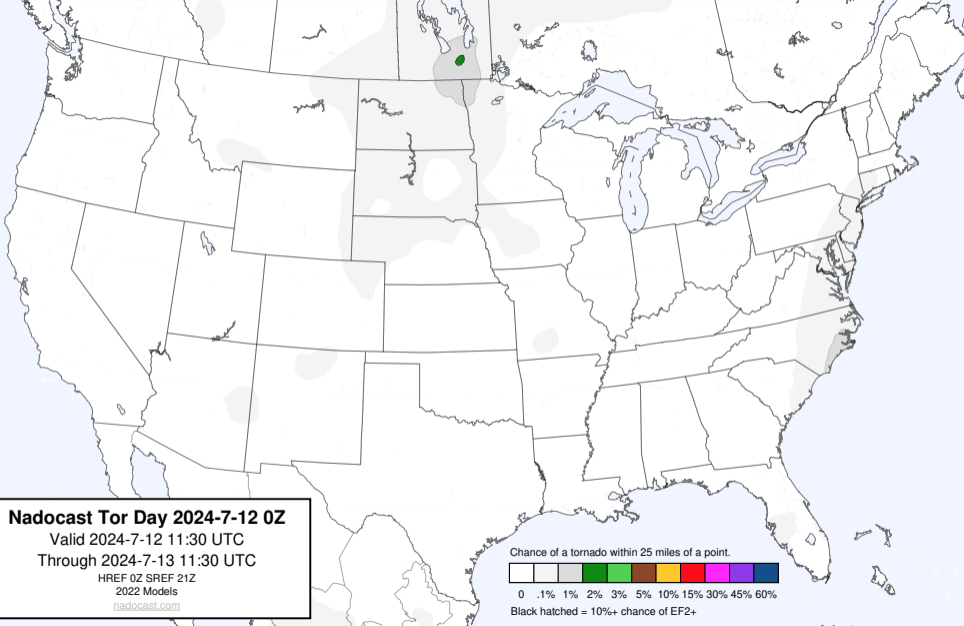 Nadocast Tor Day 2024-7-12 0Z
Valid 2024-7-12 11:30 UTC
Through 2024-7-13 11:30 UTC
HREF 0Z SREF 21Z
2022 Models
nadocast.com
Chance of a tornado within 25 miles of a point.
0 .1% 1% 2% 3% 5% 10% 15% 30% 45% 60%
Black hatched = 10%+ chance of EF2+